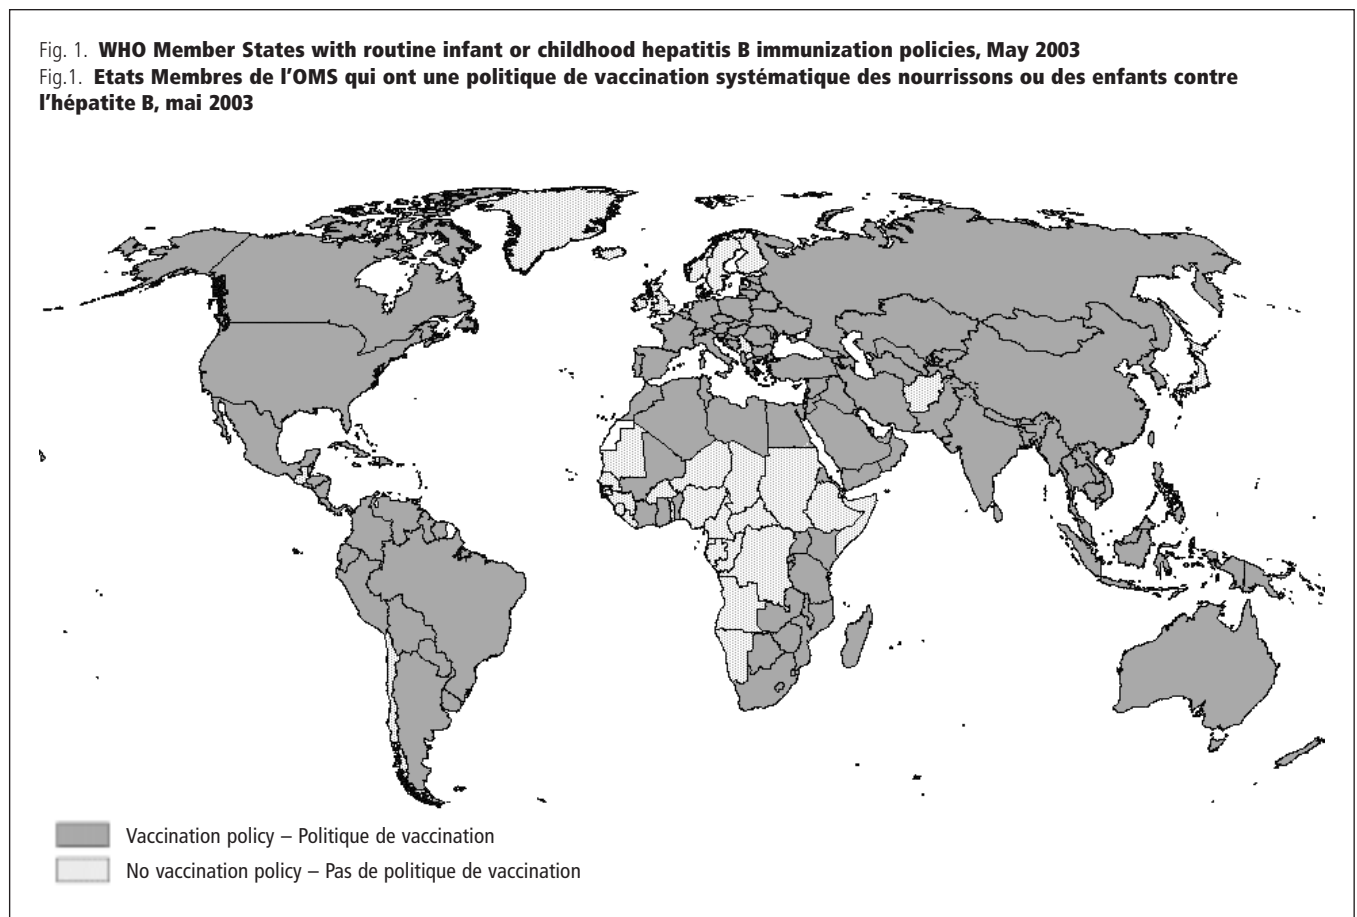 Fig. 1. WHO Member States with routine infant or childhood hepatitis B immunization policies, May 2003
Fig.1. Etats Membres de l'OMS qui ont une politique de vaccination systématique des nourrissons ou des enfants contre
l'hépatite B, mai 2003
Vaccination policy – Politique de vaccination
No vaccination policy – Pas de politique de vaccination